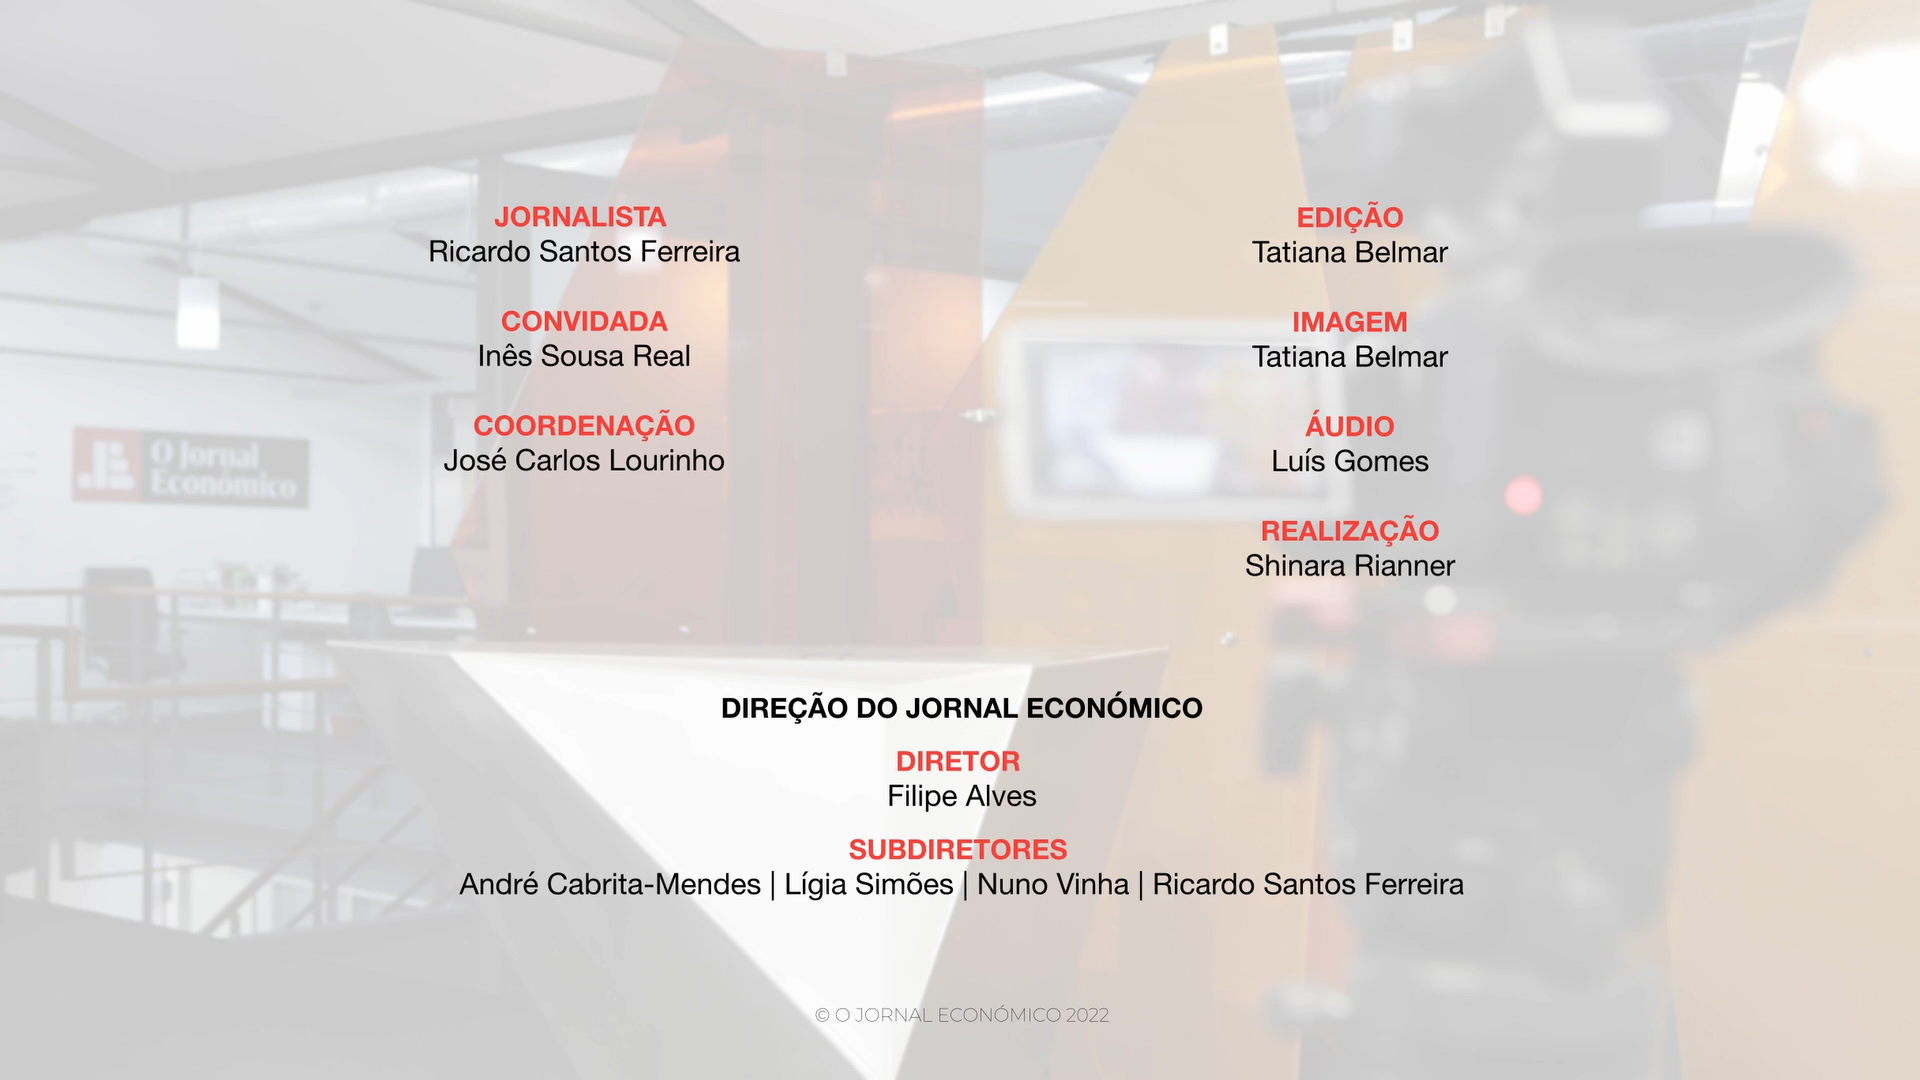 JORNALISTA
Ricardo Santos Ferreira
CONVIDADA
Inês Sousa Real
COORDENAÇÃO
José Carlos Lourinho
EDIÇÃO
Tatiana Belmar
IMAGEM
Tatiana Belmar
ÁUDIO
Luís Gomes
REALIZAÇÃO
Shinara Rianner
O Jornal
Económico
DIREÇÃO DO JORNAL ECONÓMICO
DIRETOR
Filipe Alves
SUBDIRETORES
André Cabrita-Mendes | Lígia Simões | Nuno Vinha | Ricardo Santos Ferreira
© O JORNAL ECONÓMICO 2022